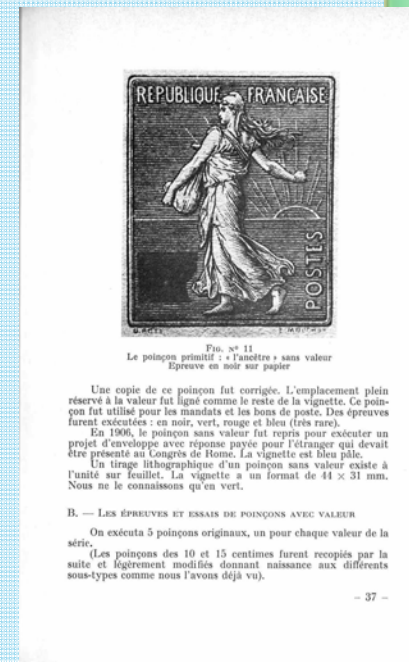 REPUBLIQUE FRANÇAISE
POSTES
O. ROTY
E. MOUCHON
FIG. Nº 11
Le poinçon primitif : « l'ancêtre » sans valeur
Epreuve en noir sur papier
Une copie de ce poinçon fut corrigée. L'emplacement plein
réservé à la valeur fut ligné comme le reste de la vignette. Ce poin-
çon fut utilisé pour les mandats et les bons de poste. Des épreuves
furent exécutées : en noir, vert, rouge et bleu (très rare).
En 1906, le poinçon sans valeur fut repris pour exécuter un
projet d'enveloppe avec réponse payée pour l'étranger qui devait
être présenté au Congrès de Rome. La vignette est bleu pâle.
Un tirage lithographique d'un poinçon sans valeur existe à
l'unité sur feuillet. La vignette a un format de 44 × 31 mm.
Nous ne le connaissons qu'en vert.
B. — LES ÉPREUVES ET ESSAIS DE POINÇONS AVEC VALEUR
On exécuta 5 poinçons originaux, un pour chaque valeur de la
série.
(Les poinçons des 10 et 15 centimes furent recopiés par la
suite et légèrement modifiés donnant naissance aux différents
sous-types comme nous l'avons déjà vu).
– 37 –